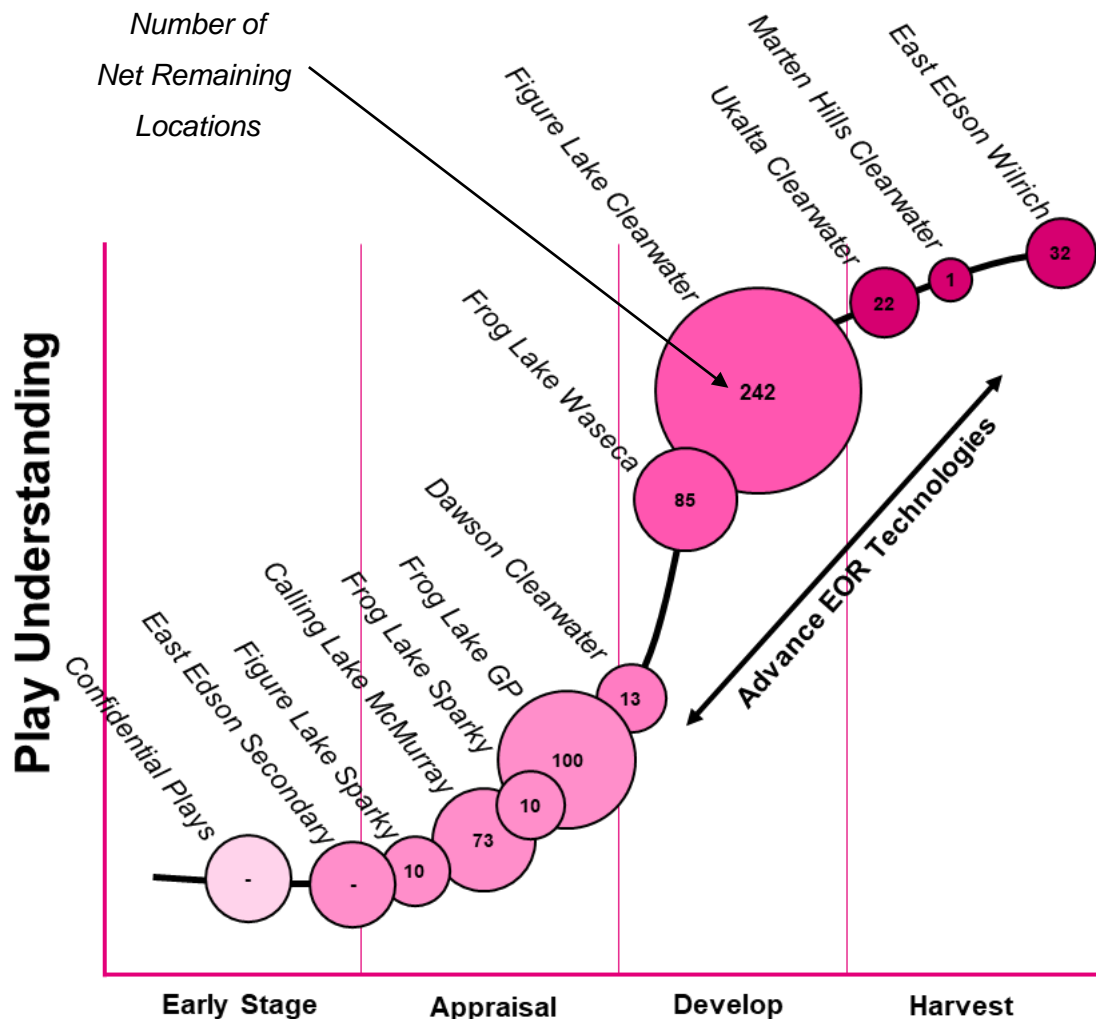 Number of
Net Remaining
Locations
Figure Lake Clearwater
Ukalta Clearwater
Marten Hills Clearwater
East Edson Wilrich
32
1
22
242
Frog Lake Waseca
85
Dawson Clearwater
13
Frog Lake GP
100
Frog Lake Sparky
10
Calling Lake McMurray
73
Figure Lake Sparky
10
East Edson Secondary
-
Confidential Plays
-
Advance EOR Technologies
Play Understanding
Early Stage
Appraisal
Develop
Harvest